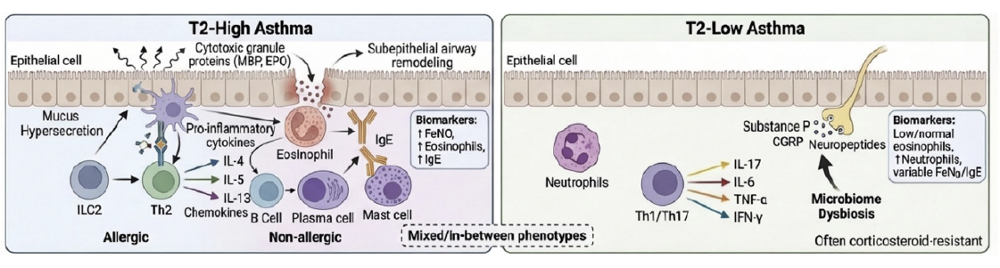 T2-High Asthma
Epithelial cell
Cytotoxic granule
proteins (MBP, EPO)
Subepithelial airway
remodeling
Mucus
Hypersecretion
Pro-inflammatory
cytokines
Eosinophil
IgE
Biomarkers:
↑ FeNO,
↑ Eosinophils,
↑ IgE
IL-4
IL-5
IL-13
Chemokines
ILC2
Th2
B Cell
Plasma cell
Mast cell
Allergic
Non-allergic
Mixed/In-between phenotypes
T2-Low Asthma
Epithelial cell
Substance P
CGRP
Neuropeptides
Biomarkers:
Low/normal
eosinophils,
↑Neutrophils,
variable FeN₀/IgE
Neutrophils
Th1/Th17
IL-17
IL-6
TNF-α
IFN-γ
Microbiome
Dysbiosis
Often corticosteroid-resistant